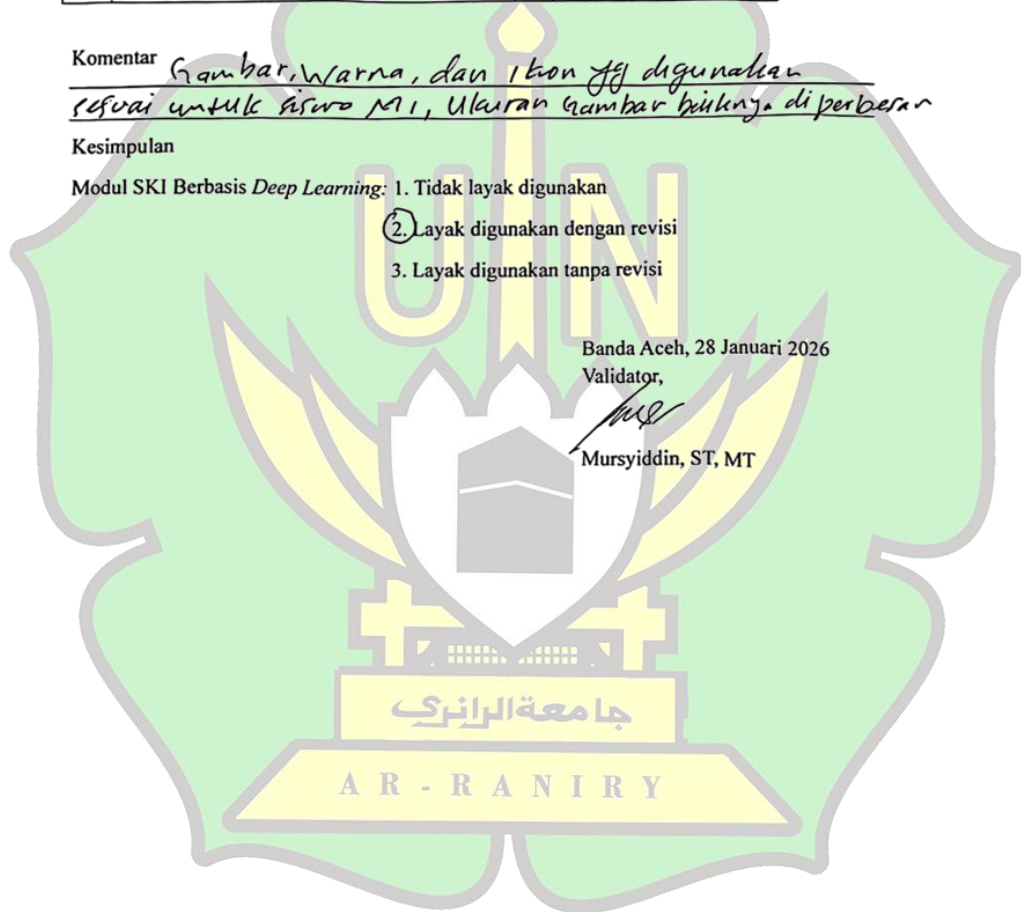 Komentar Gambar, Warna, dan ikon yg digunakan
sesuai untuk siswa MI, Ukuran Gambar baiknya diperbesar
Kesimpulan
Modul SKI Berbasis Deep Learning: 1. Tidak layak digunakan
2. Layak digunakan dengan revisi
3. Layak digunakan tanpa revisi
UIN
Banda Aceh, 28 Januari 2026
Validator,
Mursyiddin, ST, MT
جامعة الرانري
AR-RANIRY